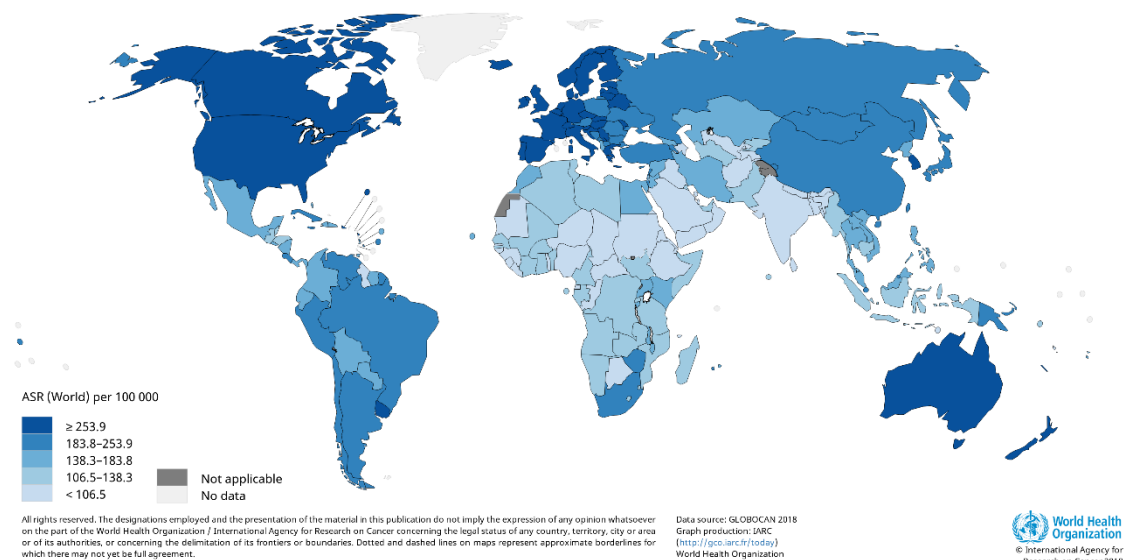 ASR (World) per 100 000
≥ 253.9
183.8–253.9
138.3–183.8
106.5–138.3
< 106.5
Not applicable
No data
All rights reserved. The designations employed and the presentation of the material in this publication do not imply the expression of any opinion whatsoever
on the part of the World Health Organization / International Agency for Research on Cancer concerning the legal status of any country, territory, city or area
or of its authorities, or concerning the delimitation of its frontiers or boundaries. Dotted and dashed lines on maps represent approximate borderlines for
which there may not yet be full agreement.
Data source: GLOBOCAN 2018
Graph production: IARC
(http://gco.iarc.fr/today)
World Health Organization
World Health
Organization
© International Agency for